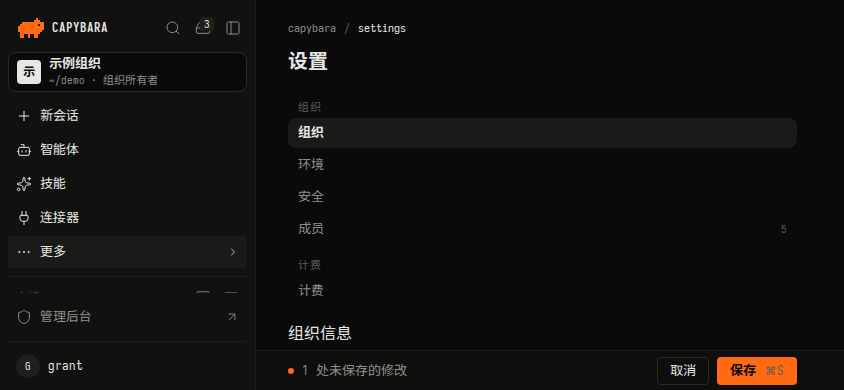 CAPYBARA
3
示 示例组织
~/demo · 组织所有者
新会话
智能体
技能
连接器
更多
管理后台
G grant
capybara / settings
设置
组织
组织
环境
安全
成员 5
计费
计费
组织信息
1 处未保存的修改
取消
保存 ⌘S